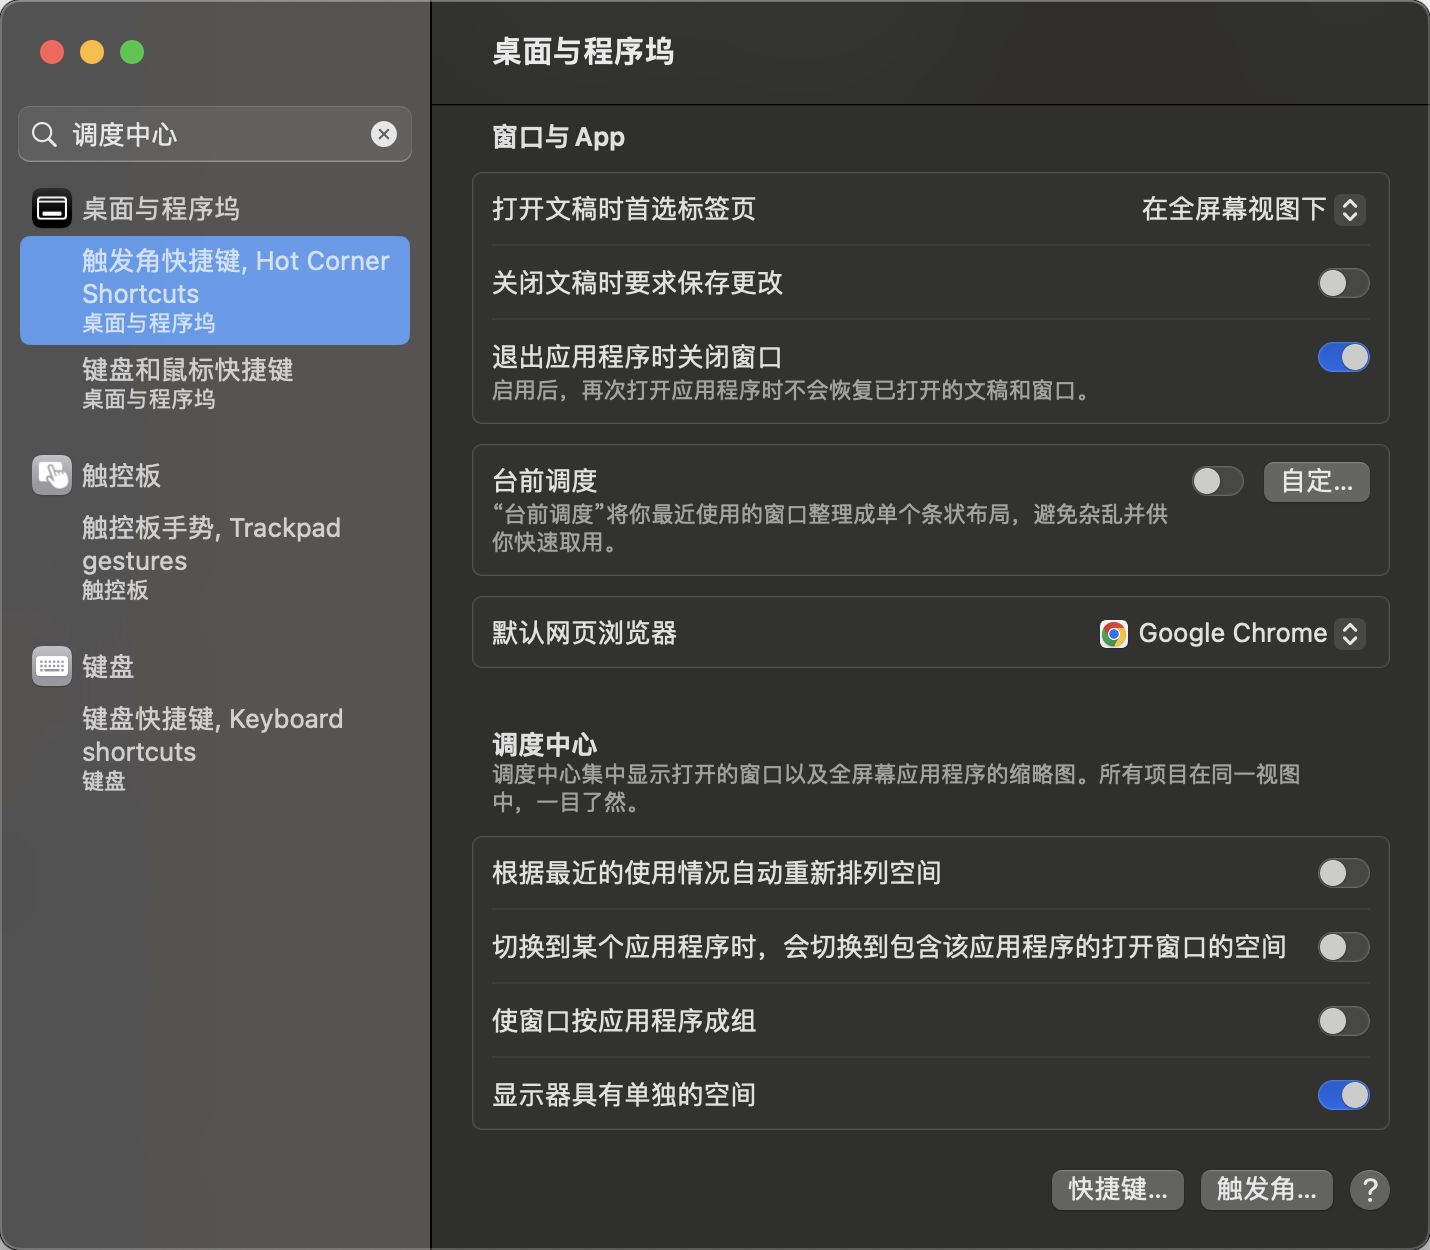 调度中心
桌面与程序坞
触发角快捷键, Hot Corner
Shortcuts
桌面与程序坞
键盘和鼠标快捷键
桌面与程序坞
触控板
触控板手势, Trackpad
gestures
触控板
键盘
键盘快捷键, Keyboard
shortcuts
键盘
桌面与程序坞
窗口与 App
打开文稿时首选标签页
在全屏幕视图下
关闭文稿时要求保存更改
退出应用程序时关闭窗口
启用后，再次打开应用程序时不会恢复已打开的文稿和窗口。
台前调度
自定...
“台前调度”将你最近使用的窗口整理成单个条状布局，避免杂乱并供
你快速取用。
默认网页浏览器
Google Chrome
调度中心
调度中心集中显示打开的窗口以及全屏幕应用程序的缩略图。所有项目在同一视图
中，一目了然。
根据最近的使用情况自动重新排列空间
切换到某个应用程序时，会切换到包含该应用程序的打开窗口的空间
使窗口按应用程序成组
显示器具有单独的空间
快捷键...
触发角...
?